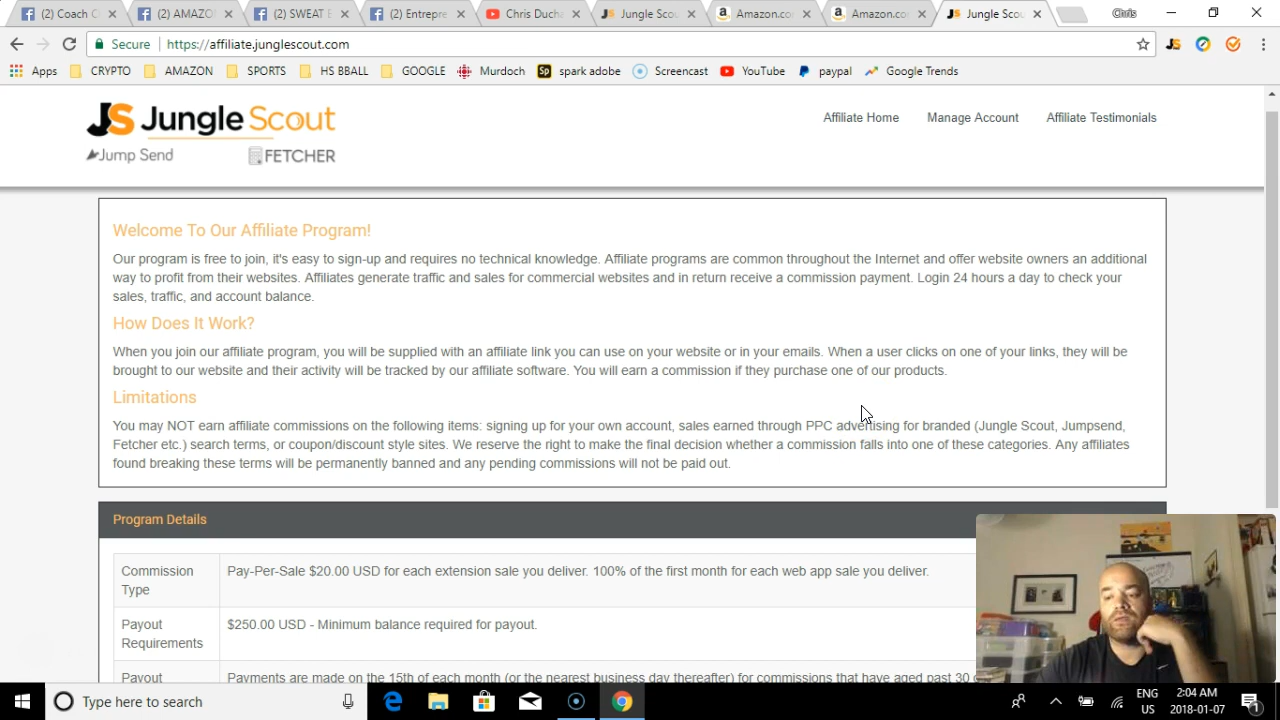 (2) Coach C
(2) AMAZO
(2) SWEAT E
(2) Entrepre
Chris Ducha
Jungle Scou
Amazon.com
Amazon.com
Jungle Scou
Chris
Secure
https://affiliate.junglescout.com
Apps
CRYPTO
AMAZON
SPORTS
HS BBALL
GOOGLE
Murdoch
Sp spark adobe
Screencast
YouTube
paypal
Google Trends
JS Jungle Scout
Jump Send
FETCHER
Affiliate Home
Manage Account
Affiliate Testimonials
Welcome To Our Affiliate Program!
Our program is free to join, it's easy to sign-up and requires no technical knowledge. Affiliate programs are common throughout the Internet and offer website owners an additional
way to profit from their websites. Affiliates generate traffic and sales for commercial websites and in return receive a commission payment. Login 24 hours a day to check your
sales, traffic, and account balance.
How Does It Work?
When you join our affiliate program, you will be supplied with an affiliate link you can use on your website or in your emails. When a user clicks on one of your links, they will be
brought to our website and their activity will be tracked by our affiliate software. You will earn a commission if they purchase one of our products.
Limitations
You may NOT earn affiliate commissions on the following items: signing up for your own account, sales earned through PPC advertising for branded (Jungle Scout, Jumpsend,
Fetcher etc.) search terms, or coupon/discount style sites. We reserve the right to make the final decision whether a commission falls into one of these categories. Any affiliates
found breaking these terms will be permanently banned and any pending commissions will not be paid out.
Program Details
Commission
Type
Pay-Per-Sale $20.00 USD for each extension sale you deliver. 100% of the first month for each web app sale you deliver.
Payout
Requirements
$250.00 USD - Minimum balance required for payout.
Payout
Payments are made on the 15th of each month (or the nearest business day thereafter) for commissions that have aged past 30
Type here to search
ENG
US
2:04 AM
2018-01-07
1